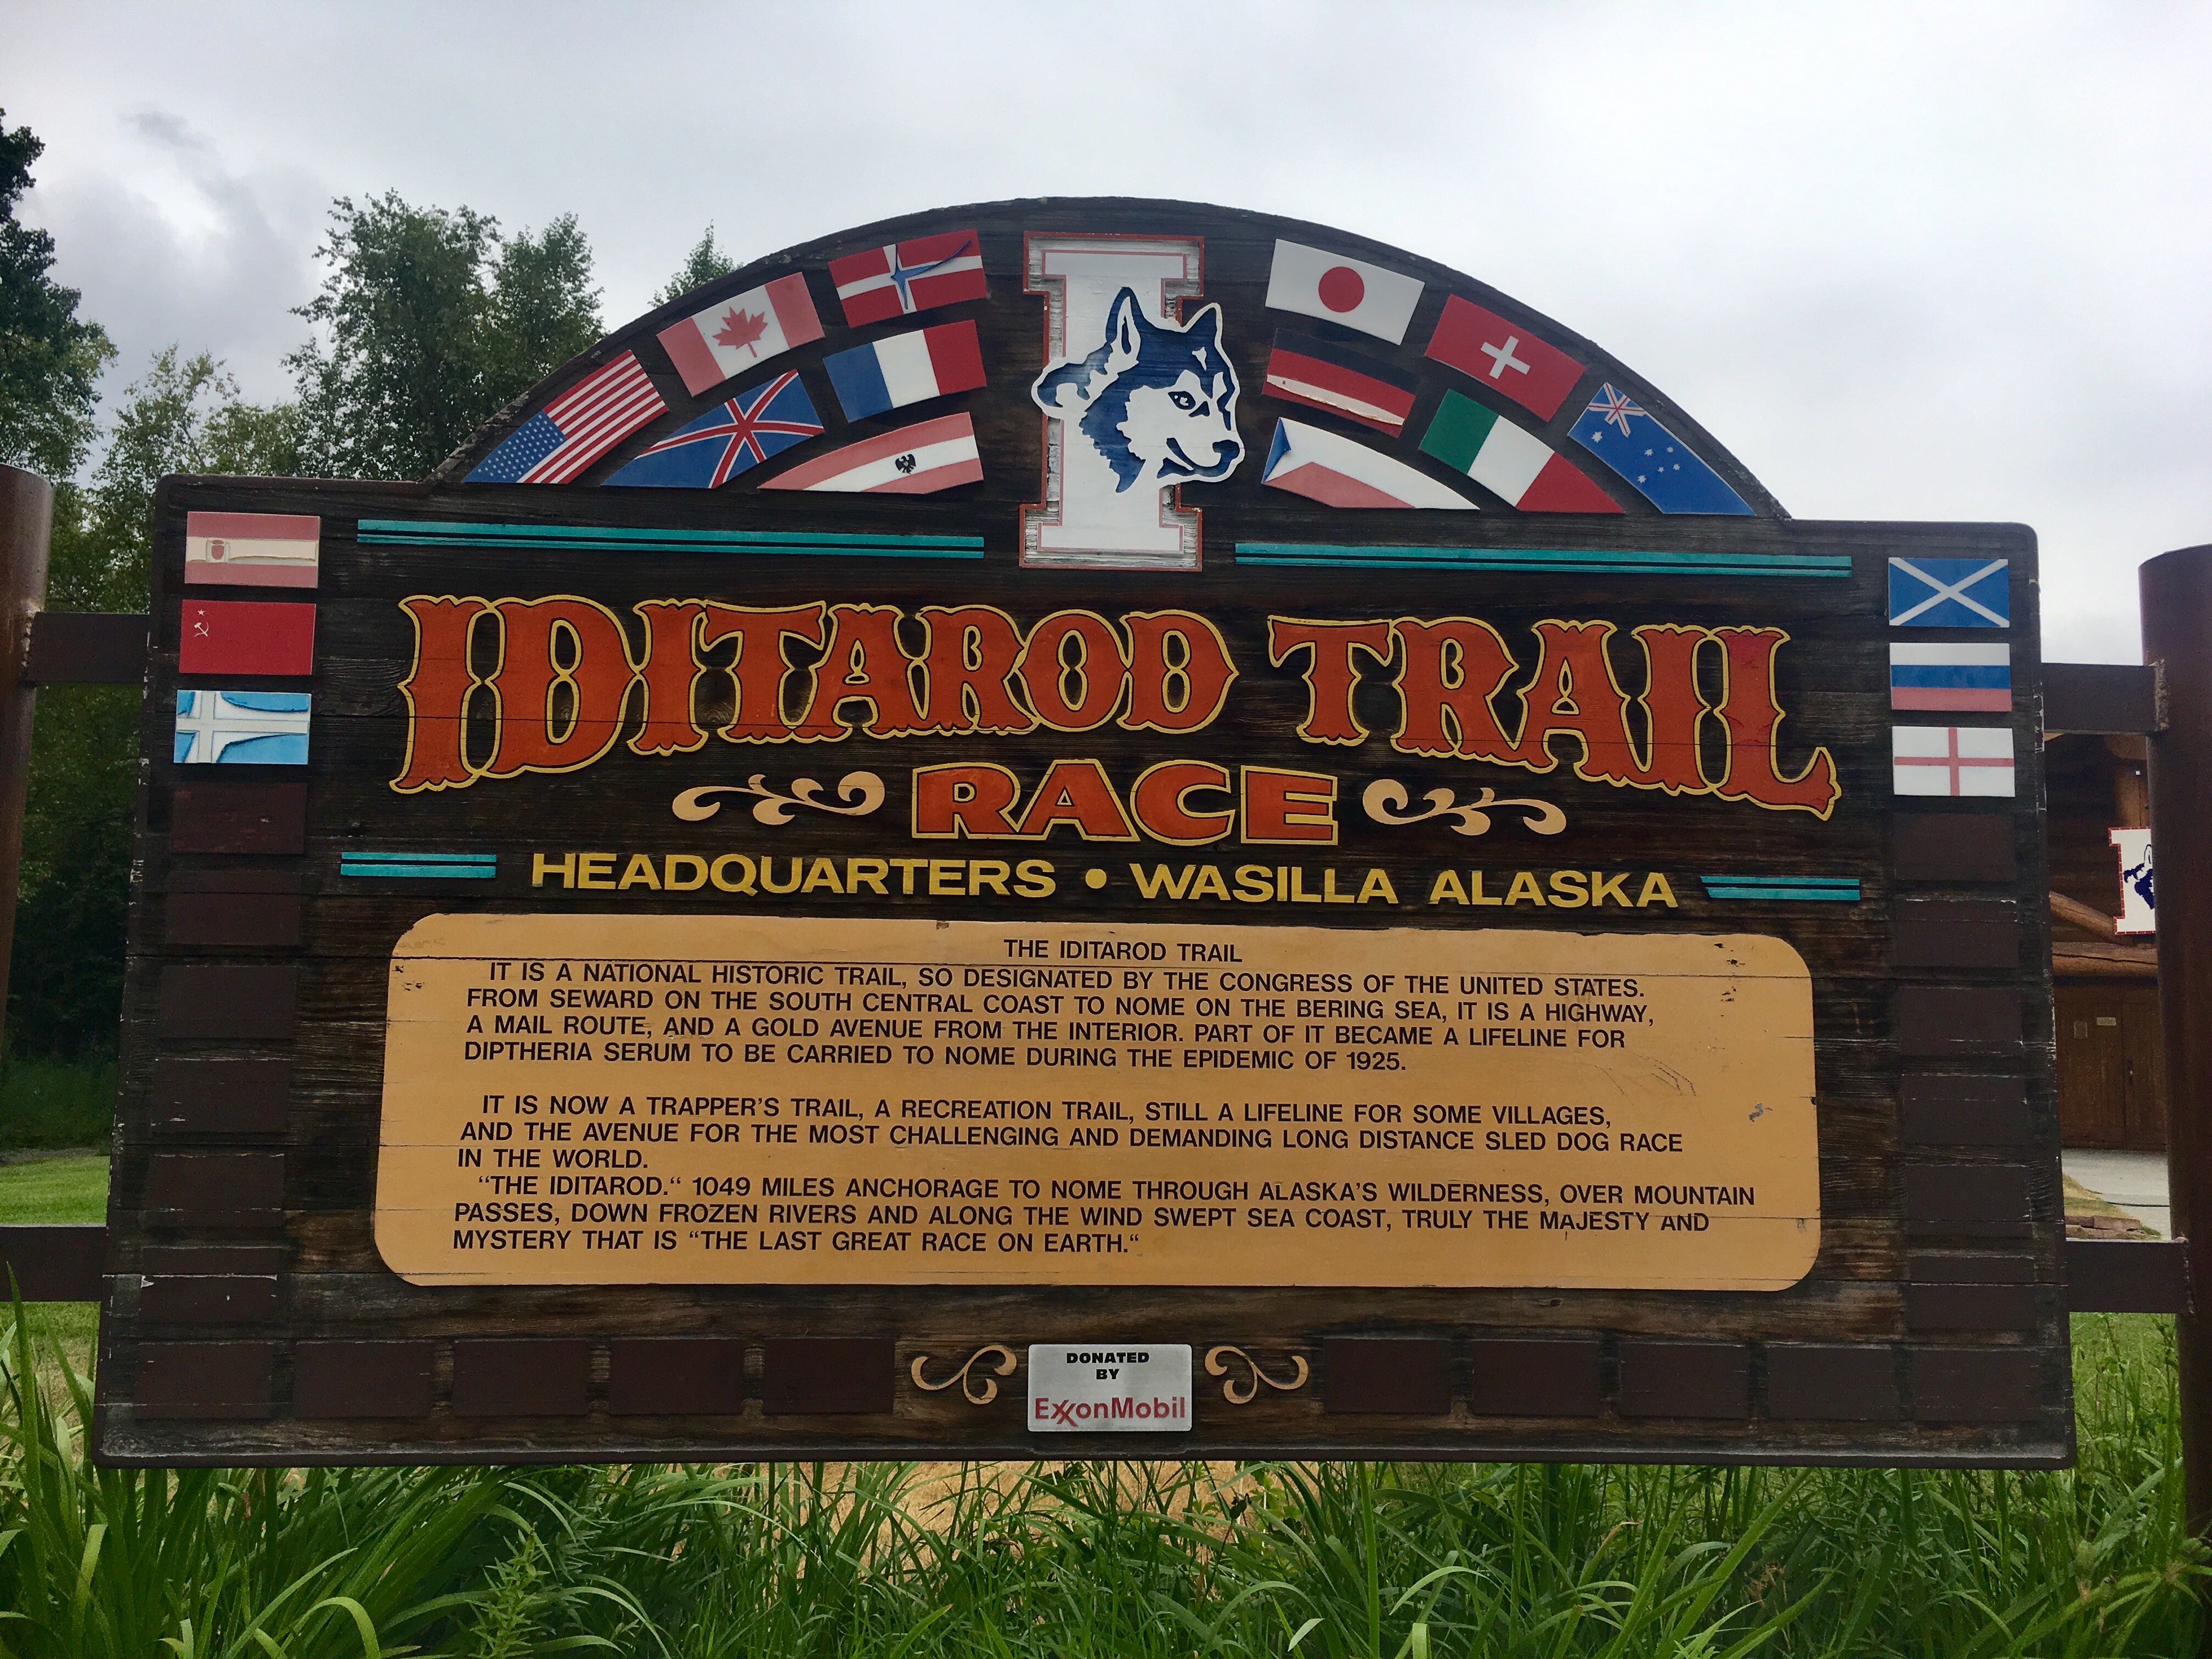 I
IDITAROD TRAIL
RACE
HEADQUARTERS • WASILLA ALASKA
THE IDITAROD TRAIL
IT IS A NATIONAL HISTORIC TRAIL, SO DESIGNATED BY THE CONGRESS OF THE UNITED STATES.
FROM SEWARD ON THE SOUTH CENTRAL COAST TO NOME ON THE BERING SEA, IT IS A HIGHWAY,
A MAIL ROUTE, AND A GOLD AVENUE FROM THE INTERIOR. PART OF IT BECAME A LIFELINE FOR
DIPTHERIA SERUM TO BE CARRIED TO NOME DURING THE EPIDEMIC OF 1925.
IT IS NOW A TRAPPER'S TRAIL, A RECREATION TRAIL, STILL A LIFELINE FOR SOME VILLAGES,
AND THE AVENUE FOR THE MOST CHALLENGING AND DEMANDING LONG DISTANCE SLED DOG RACE
IN THE WORLD.
“THE IDITAROD.“ 1049 MILES ANCHORAGE TO NOME THROUGH ALASKA'S WILDERNESS, OVER MOUNTAIN
PASSES, DOWN FROZEN RIVERS AND ALONG THE WIND SWEPT SEA COAST, TRULY THE MAJESTY AND
MYSTERY THAT IS “THE LAST GREAT RACE ON EARTH.“
DONATED
BY
ExxonMobil